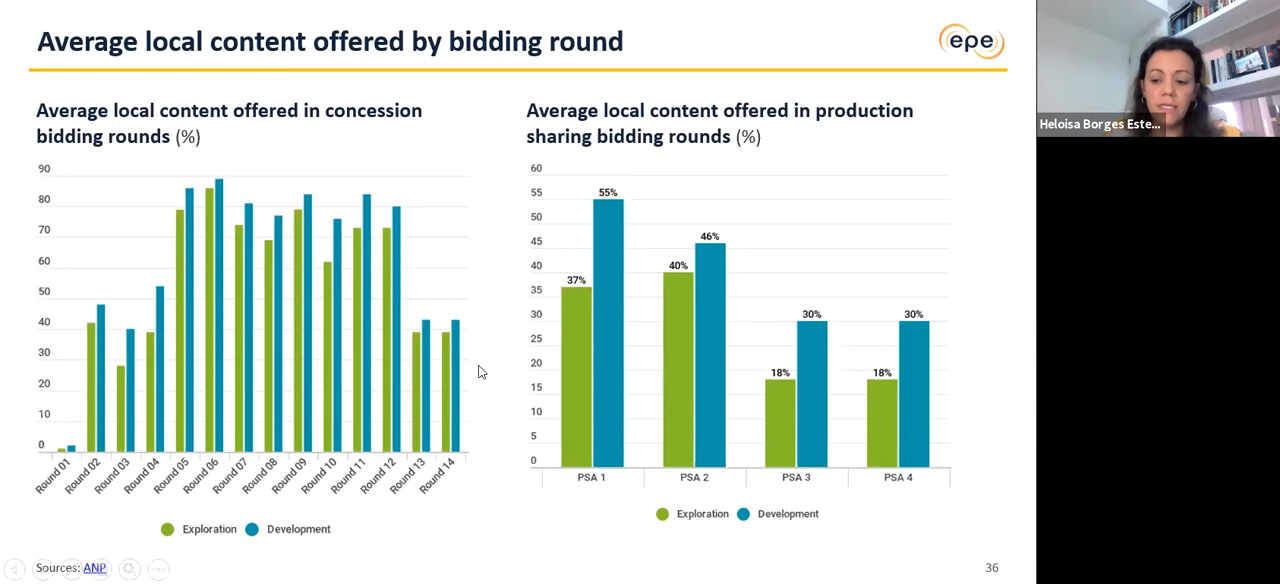 Average local content offered by bidding round
epe
Heloisa Borges Este...
Average local content offered in concession
bidding rounds (%)
90
80
70
60
50
40
30
20
10
0
Round 01
Round 02
Round 03
Round 04
Round 05
Round 06
Round 07
Round 08
Round 09
Round 10
Round 11
Round 12
Round 13
Round 14
Exploration
Development
Average local content offered in production
sharing bidding rounds (%)
60
55
50
45
40
35
30
25
20
15
10
5
0
37%
55%
40%
46%
18%
30%
18%
30%
PSA 1
PSA 2
PSA 3
PSA 4
Exploration
Development
Sources: ANP
36